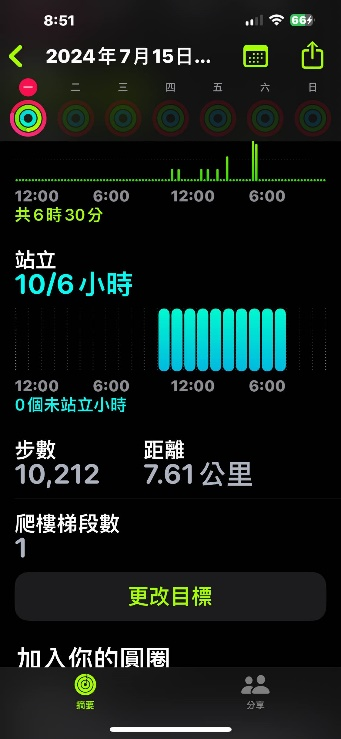 8:51
66
2024年7月15日...
一 二 三 四 五 六 日
12:00 6:00 12:00 6:00
共6時30分
站立
10/6小時
12:00 6:00 12:00 6:00
0個未站立小時
步數 距離
10,212 7.61公里
爬樓梯段數
1
更改目標
加入你的圓圈
摘要 分享